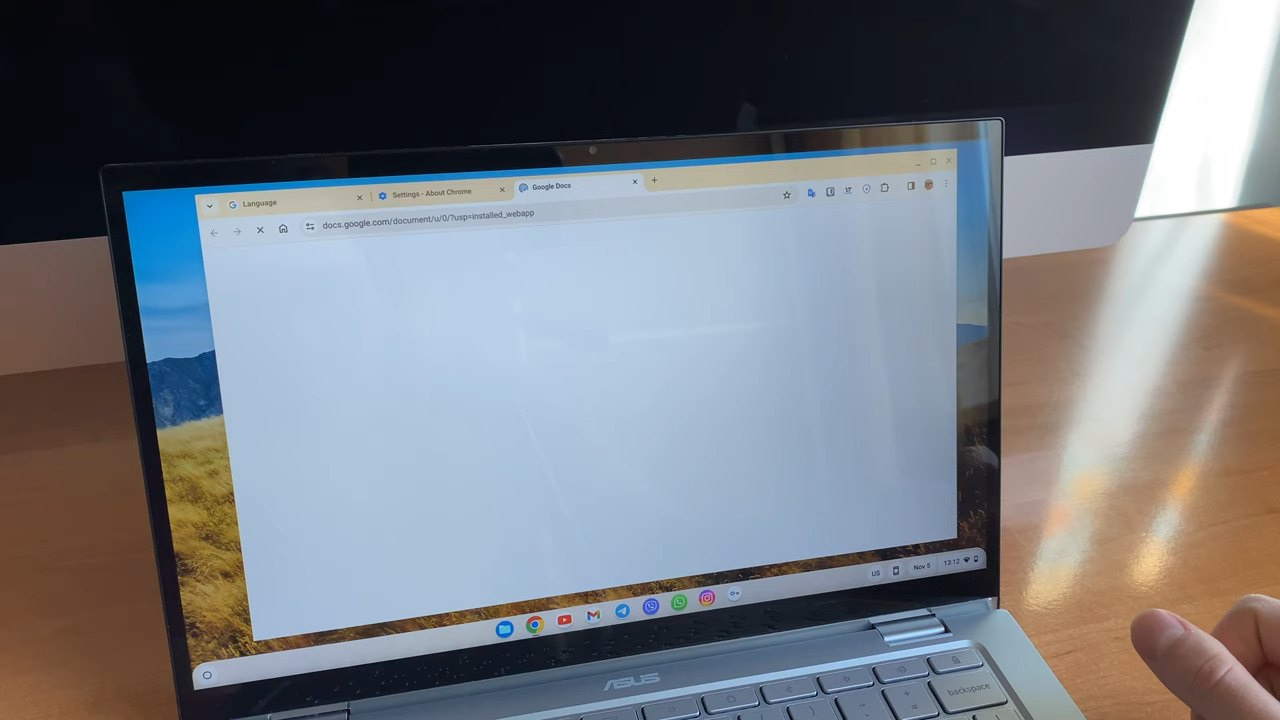 Language
Settings - About Chrome
Google Docs
docs.google.com/document/u/0/?usp=installed_webapp
US
Nov 5
13:12
ASUS
backspace